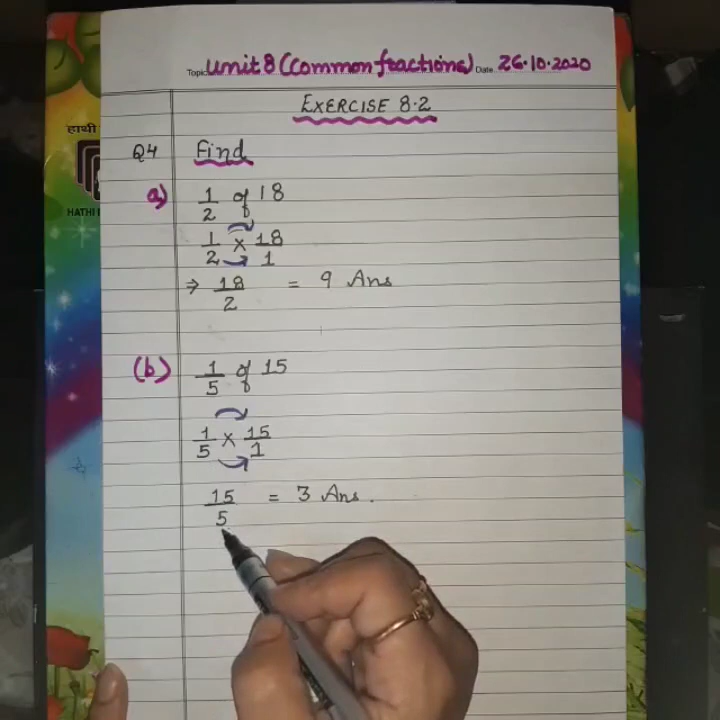 Topic Unit 8 (Common fractions) Date 26.10.2020
EXERCISE 8.2
हाथी
HATHI
Q4 Find
a) 1/2 of 18
1/2 × 18/1
⇒ 18/2 = 9 Ans
(b) 1/5 of 15
1/5 × 15/1
15/5 = 3 Ans.